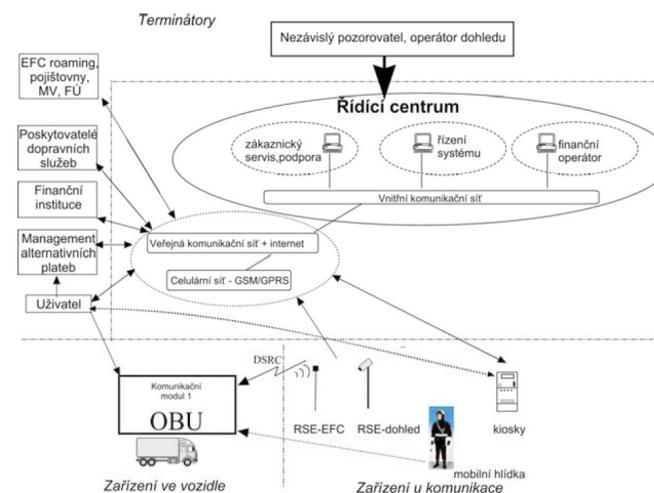 Terminátory
Nezávislý pozorovatel, operátor dohledu
EFC roaming,
pojištovny,
MV, FÚ
Řídící centrum
zákaznický
servis,podpora
řízení
systému
finanční
operátor
Poskytovatelé
dopravních
služeb
Vnitřní komunikační síť
Finanční
instituce
Management
alternativních
plateb
Veřejná komunikační síť + internet
Celulární síť - GSM/GPRS
Uživatel
DSRC
Komunikační
modul 1
OBU
RSE-EFC
RSE-dohled
kiosky
mobilní hlídka
Zařízení ve vozidle
Zařízení u komunikace